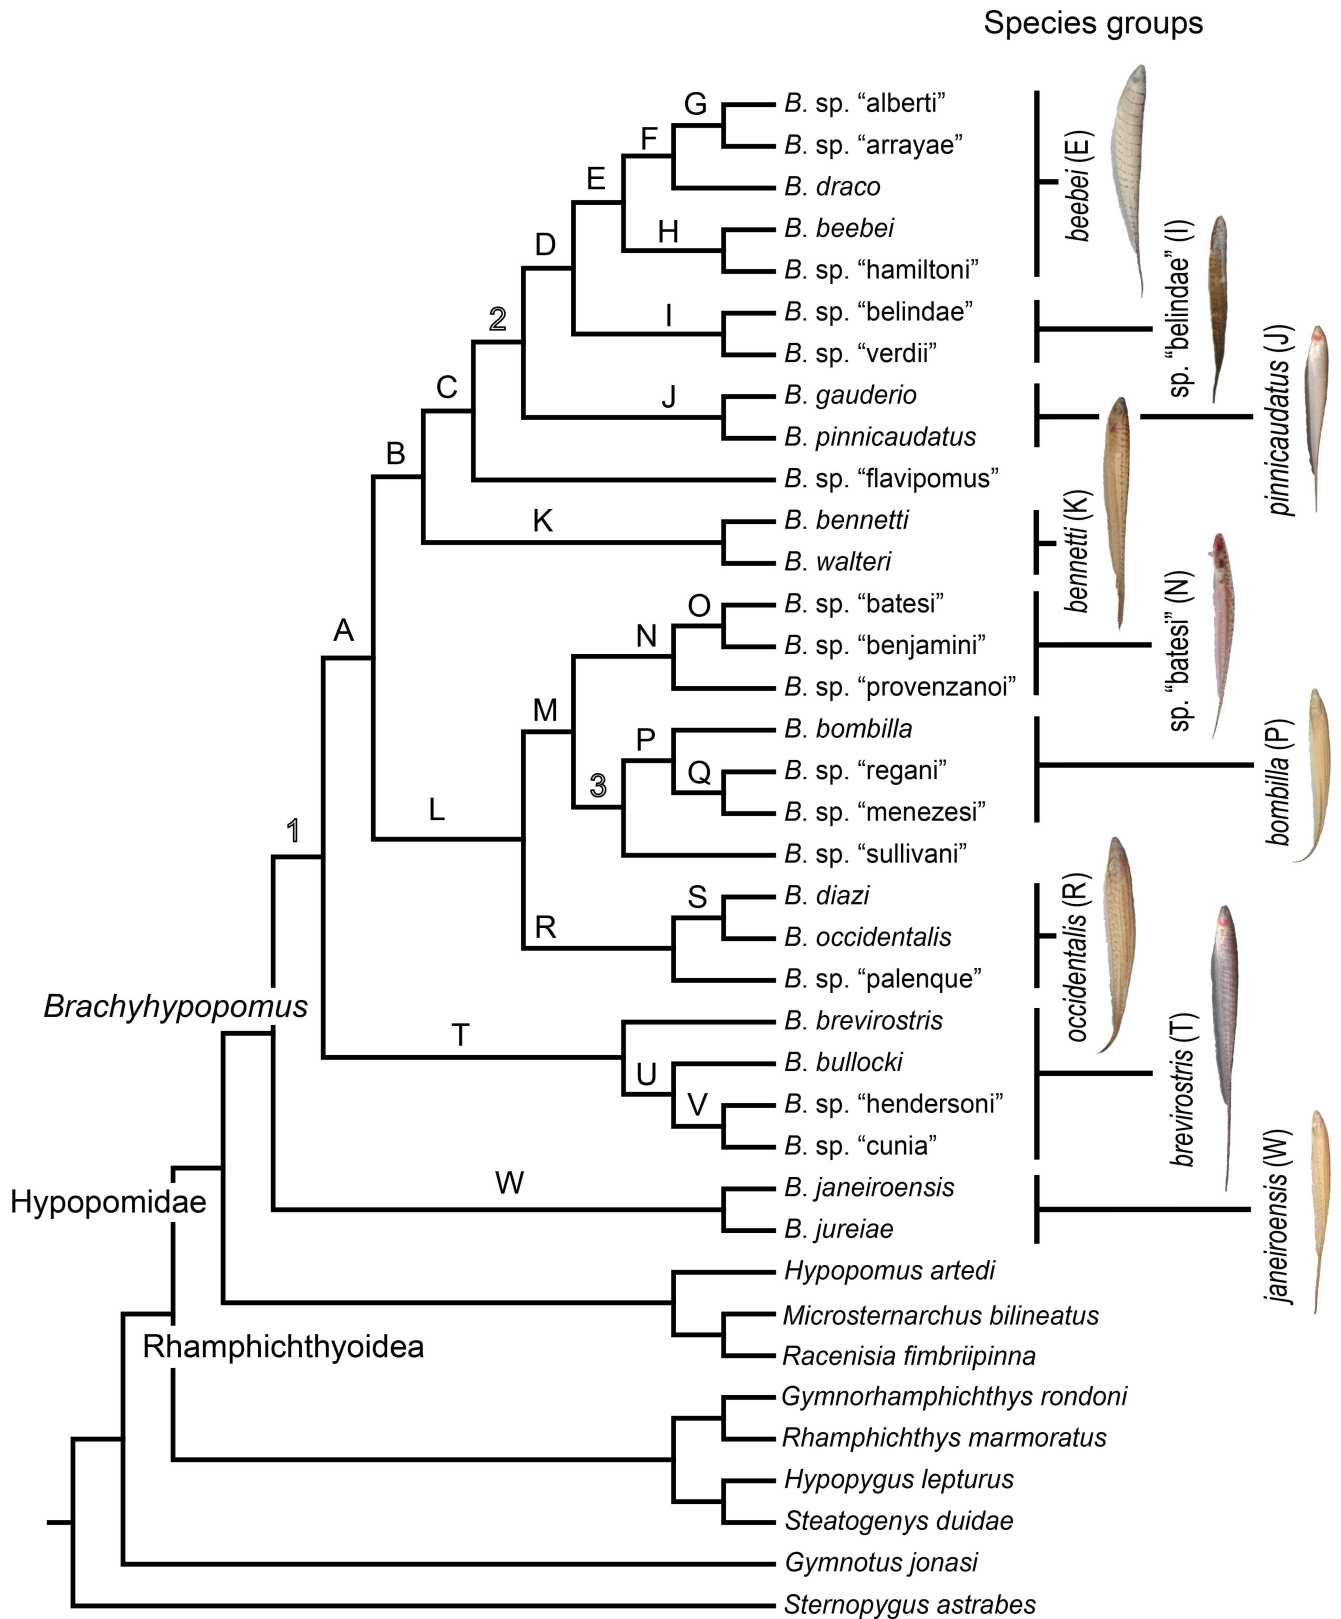 Species groups
G
B. sp. “alberti”
F
B. sp. “arrayae”
E
B. draco
beebei (E)
D
H
B. beebei
B. sp. “hamiltoni”
2
I
B. sp. “belindae”
sp. “belindae” (I)
B. sp. “verdii”
C
J
B. gauderio
pinnicaudatus (J)
B. pinnicaudatus
B
B. sp. “flavipomus”
K
B. bennetti
bennetti (K)
B. walteri
A
O
B. sp. “batesi”
N
B. sp. “benjamini”
sp. “batesi” (N)
B. sp. “provenzanoi”
M
P
B. bombilla
3
Q
B. sp. “regani”
bombilla (P)
B. sp. “menezesi”
L
B. sp. “sullivani”
1
S
B. diazi
R
B. occidentalis
occidentalis (R)
B. sp. “palenque”
Brachyhypopomus
T
B. brevirostris
U
B. bullocki
brevirostris (T)
V
B. sp. “hendersoni”
B. sp. “cunia”
W
B. janeiroensis
Hypopomidae
B. jureiae
janeiroensis (W)
Hypopomus artedi
Microsternarchus bilineatus
Rhamphichthyoidea
Racenisia fimbriipinna
Gymnorhamphichthys rondoni
Rhamphichthys marmoratus
Hypopygus lepturus
Steatogenys duidae
Gymnotus jonasi
Sternopygus astrabes